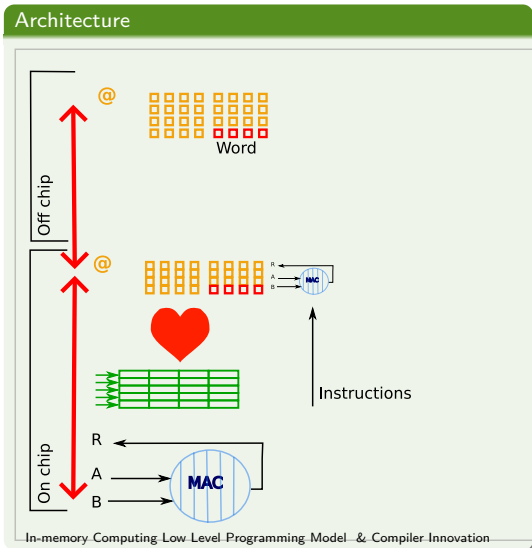 Architecture
@
Word
Off chip
@
R
A
B
MAC
Instructions
On chip
R
A
B
MAC
In-memory Computing Low Level Programming Model & Compiler Innovation